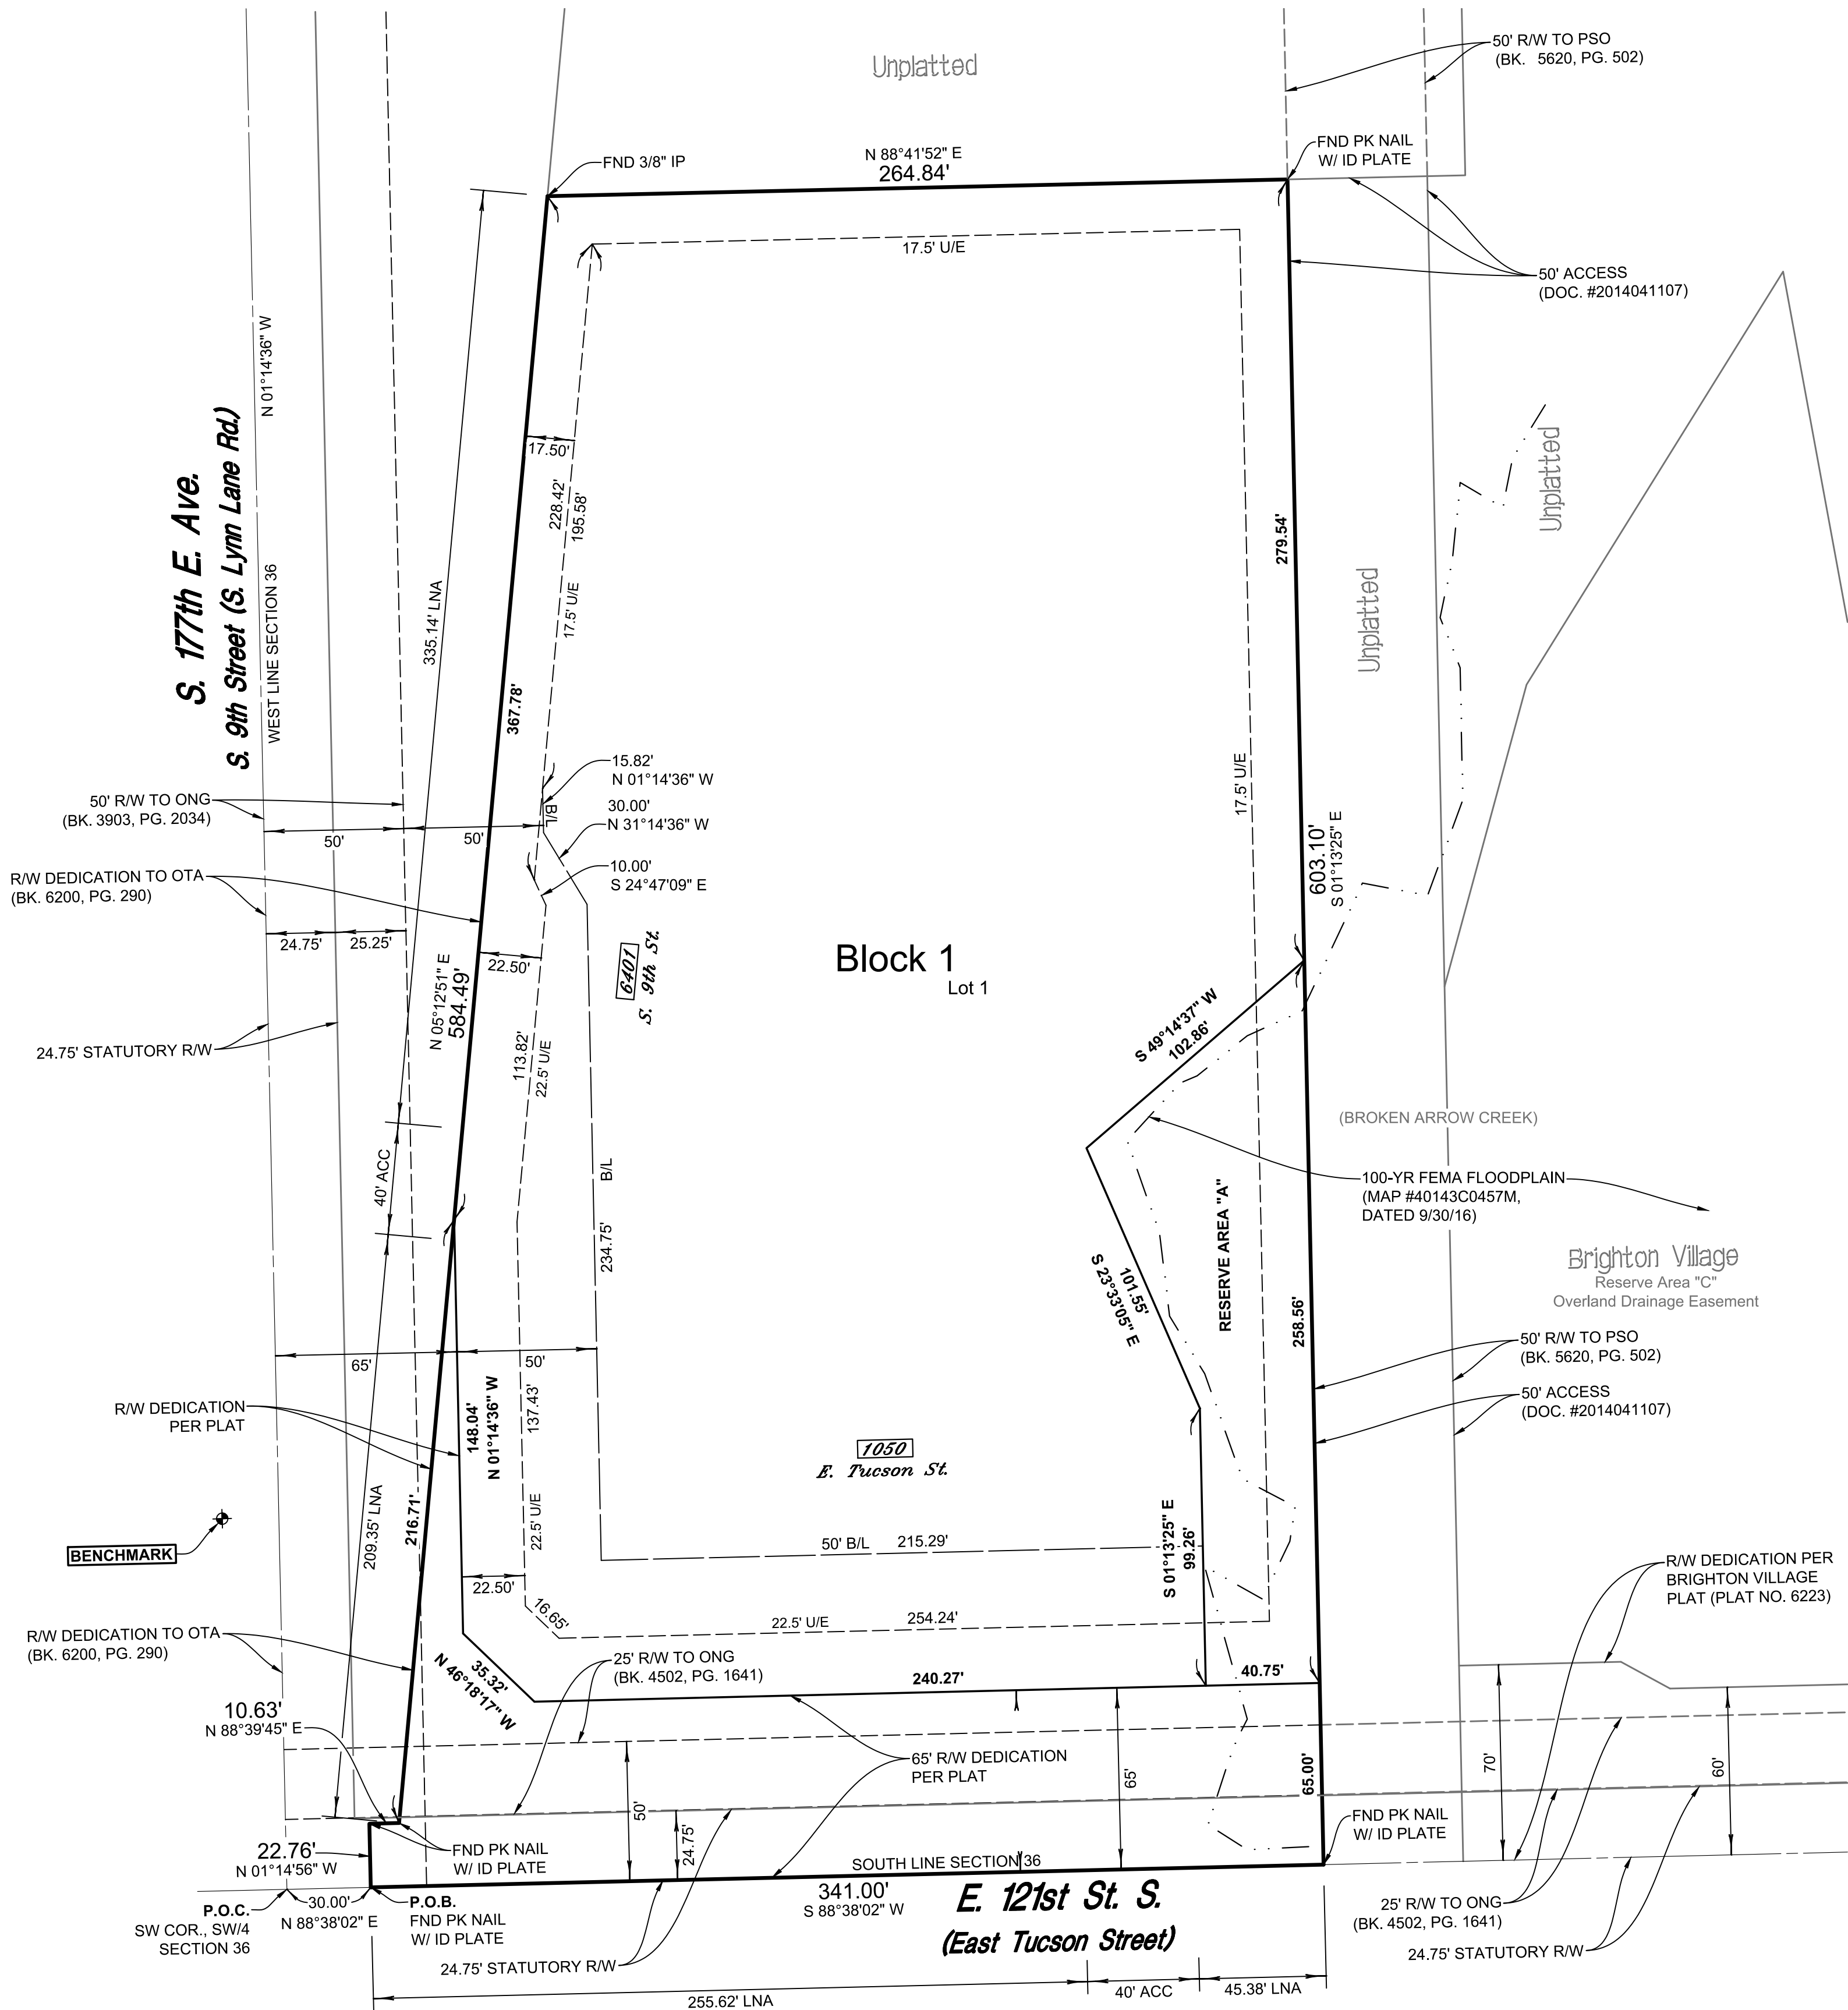 Unplatted
50' R/W TO PSO
(BK. 5620, PG. 502)
FND PK NAIL
W/ ID PLATE
FND 3/8" IP
N 88°41'52" E
264.84'
17.5' U/E
50' ACCESS
(DOC. #2014041107)
N 01°14'36" W
WEST LINE SECTION 36
S. 177th E. Ave.
S. 9th Street (S. Lynn Lane Rd.)
335.14' LNA
17.50'
228.42'
195.58'
17.5' U/E
367.78'
279.54'
17.5' U/E
Unplatted
Unplatted
15.82'
N 01°14'36" W
B/L
30.00'
N 31°14'36" W
10.00'
S 24°47'09" E
50' R/W TO ONG
(BK. 3903, PG. 2034)
50'
50'
R/W DEDICATION TO OTA
(BK. 6200, PG. 290)
24.75'
25.25'
22.50'
N 05°12'51" E
584.49'
6401
S. 9th St.
Block 1
Lot 1
603.10'
S 01°13'25" E
24.75' STATUTORY R/W
113.82'
22.5' U/E
S 49°14'37" W
102.86'
(BROKEN ARROW CREEK)
100-YR FEMA FLOODPLAIN
(MAP #40143C0457M,
DATED 9/30/16)
40' ACC
B/L
234.75'
101.55'
S 23°33'05" E
RESERVE AREA "A"
258.56'
Brighton Village
Reserve Area "C"
Overland Drainage Easement
50' R/W TO PSO
(BK. 5620, PG. 502)
50' ACCESS
(DOC. #2014041107)
65'
50'
R/W DEDICATION
PER PLAT
148.04'
N 01°14'36" W
137.43'
22.5' U/E
1050
E. Tucson St.
209.35' LNA
216.71'
BENCHMARK
50' B/L 215.29'
S 01°13'25" E
99.26'
22.50'
16.65'
22.5' U/E
254.24'
R/W DEDICATION PER
BRIGHTON VILLAGE
PLAT (PLAT NO. 6223)
R/W DEDICATION TO OTA
(BK. 6200, PG. 290)
35.32'
N 46°18'17" W
25' R/W TO ONG
(BK. 4502, PG. 1641)
240.27'
40.75'
10.63'
N 88°39'45" E
65' R/W DEDICATION
PER PLAT
65'
65.00'
70'
60'
50'
24.75'
22.76'
N 01°14'56" W
FND PK NAIL
W/ ID PLATE
FND PK NAIL
W/ ID PLATE
SOUTH LINE SECTION 36
341.00'
S 88°38'02" W
E. 121st St. S.
(East Tucson Street)
P.O.C.
SW COR., SW/4
SECTION 36
30.00'
N 88°38'02" E
P.O.B.
FND PK NAIL
W/ ID PLATE
24.75' STATUTORY R/W
25' R/W TO ONG
(BK. 4502, PG. 1641)
24.75' STATUTORY R/W
255.62' LNA
40' ACC
45.38' LNA